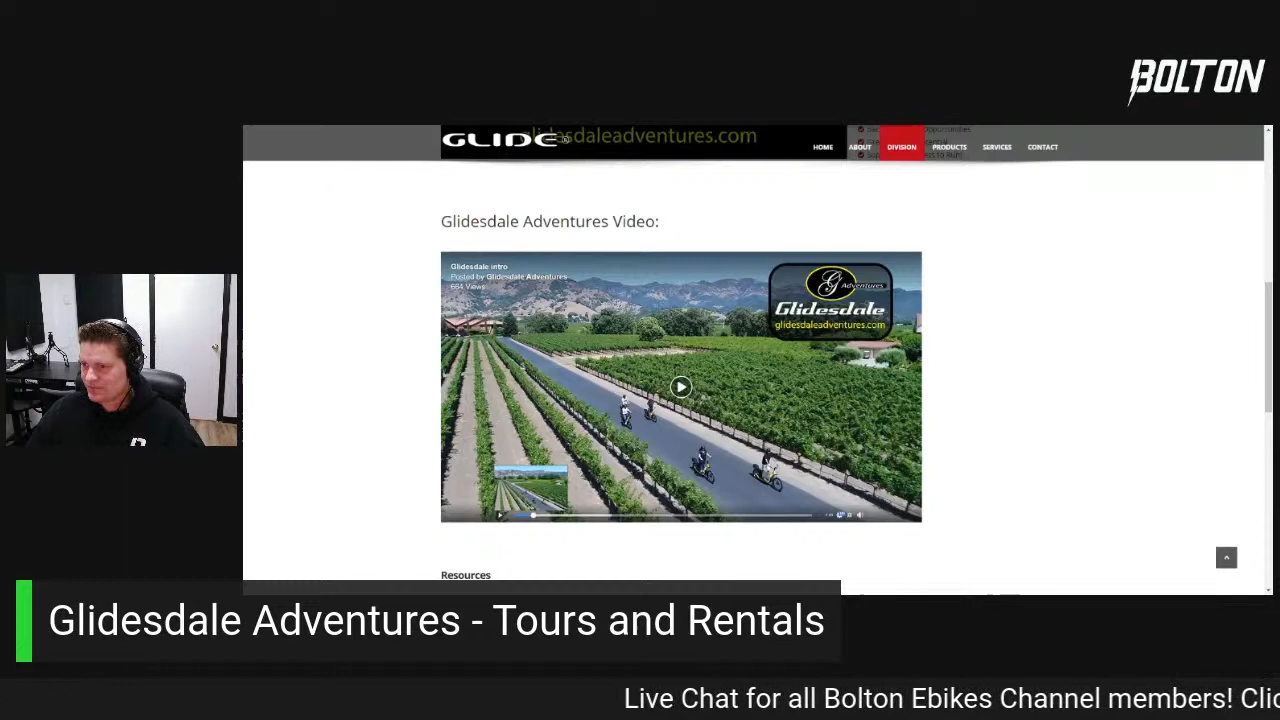 BOLTON
GLIDE
glidesdaleadventures.com
HOME ABOUT DIVISION PRODUCTS SERVICES CONTACT
Glidesdale Adventures Video:
Glidesdale intro
Posted by Glidesdale Adventures
664 Views
G Adventures
Glidesdale
glidesdaleadventures.com
Resources
Glidesdale Adventures - Tours and Rentals
Live Chat for all Bolton Ebikes Channel members! Clic